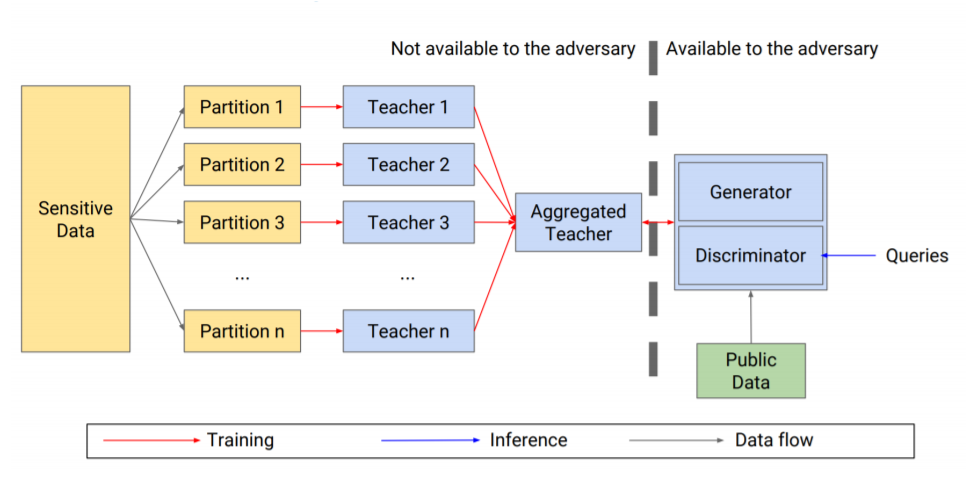 Not available to the adversary
Available to the adversary
Sensitive
Data
Partition 1
Teacher 1
Partition 2
Teacher 2
Partition 3
Teacher 3
...
...
Partition n
Teacher n
Aggregated
Teacher
Generator
Discriminator
Queries
Public
Data
Training
Inference
Data flow